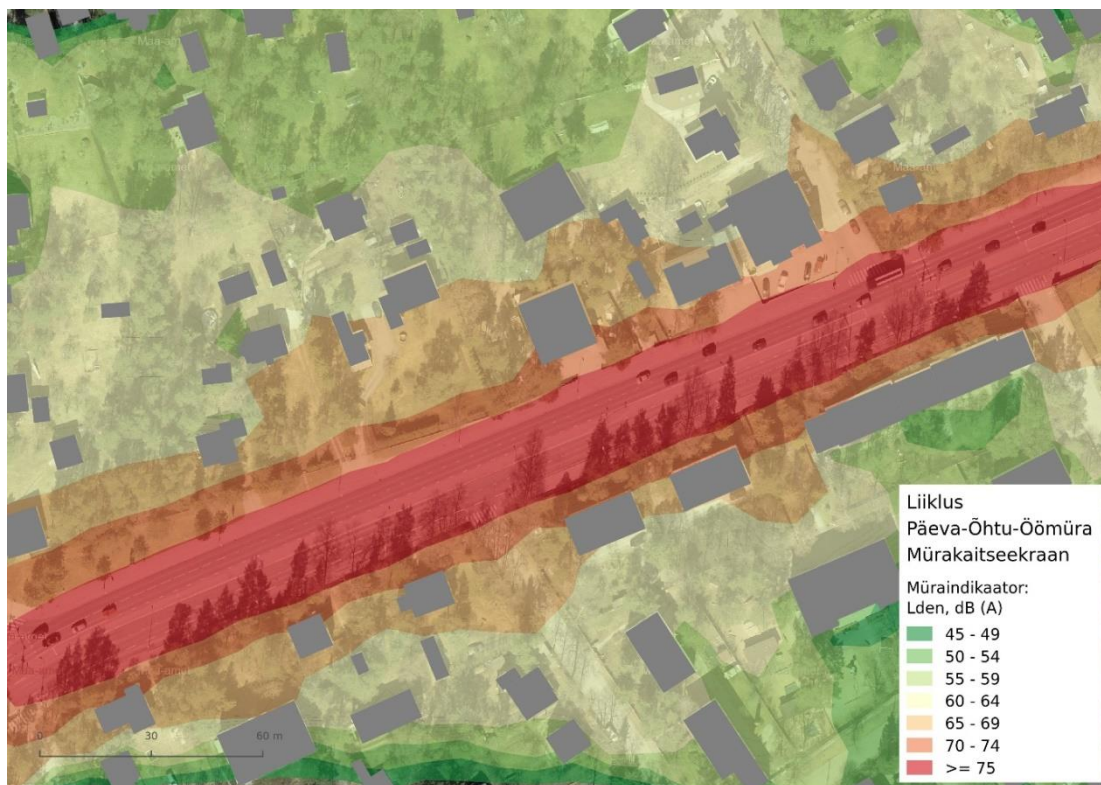 Liiklus
Päeva-Õhtu-Öömüra
Mürakaitseekraan
Müraindikaator:
Lden, dB (A)
45 - 49
50 - 54
55 - 59
60 - 64
65 - 69
70 - 74
>= 75
0 30 60 m